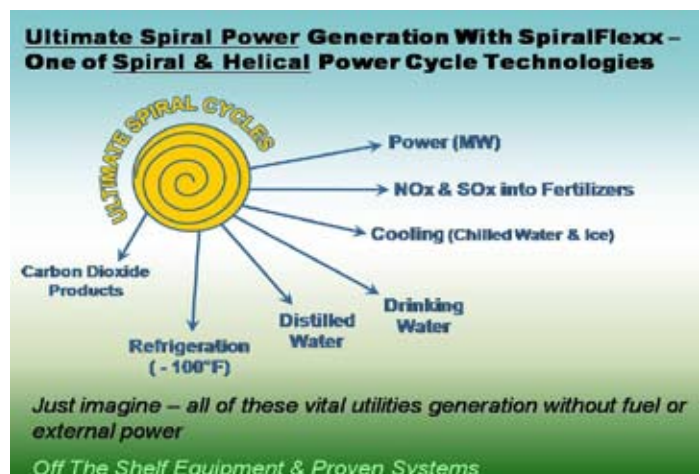 Ultimate Spiral Power Generation With SpiralFlexx –
One of Spiral & Helical Power Cycle Technologies
ULTIMATE SPIRAL CYCLES
Power (MW)
NOx & SOx into Fertilizers
Cooling (Chilled Water & Ice)
Drinking
Water
Distilled
Water
Refrigeration
( - 100°F)
Carbon Dioxide
Products
Just imagine – all of these vital utilities generation without fuel or
external power
Off The Shelf Equipment & Proven Systems